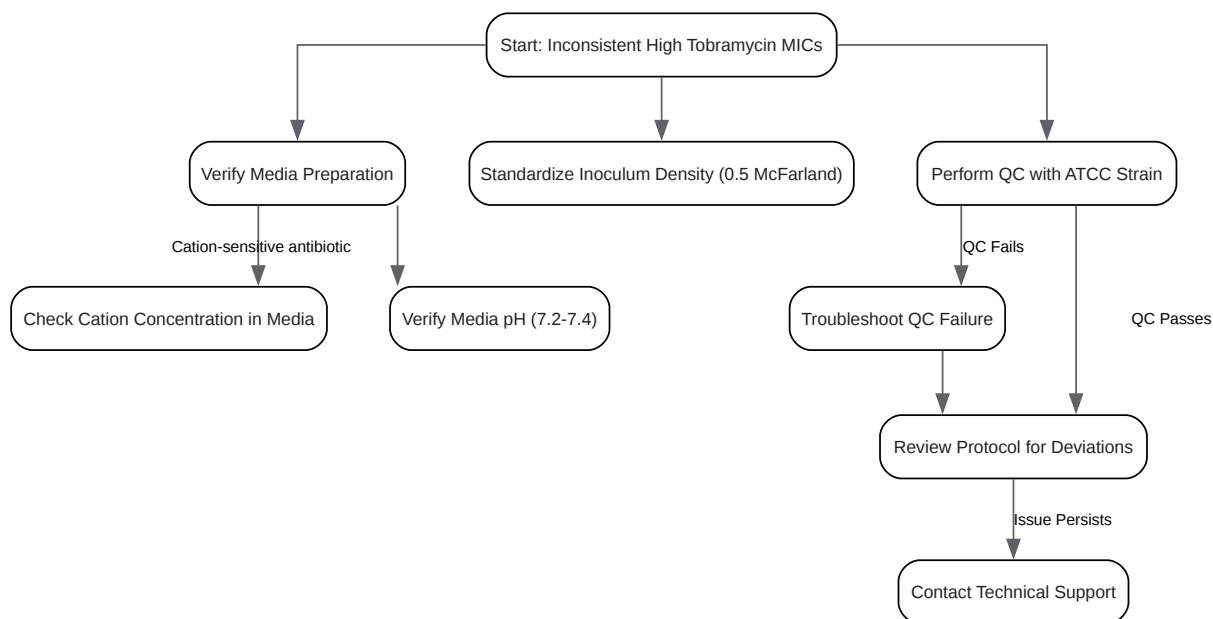 Start: Inconsistent High Tobramycin MICs
Verify Media Preparation
Standardize Inoculum Density (0.5 McFarland)
Perform QC with ATCC Strain
Cation-sensitive antibiotic
QC Fails
Check Cation Concentration in Media
Verify Media pH (7.2-7.4)
Troubleshoot QC Failure
QC Passes
Review Protocol for Deviations
Issue Persists
Contact Technical Support